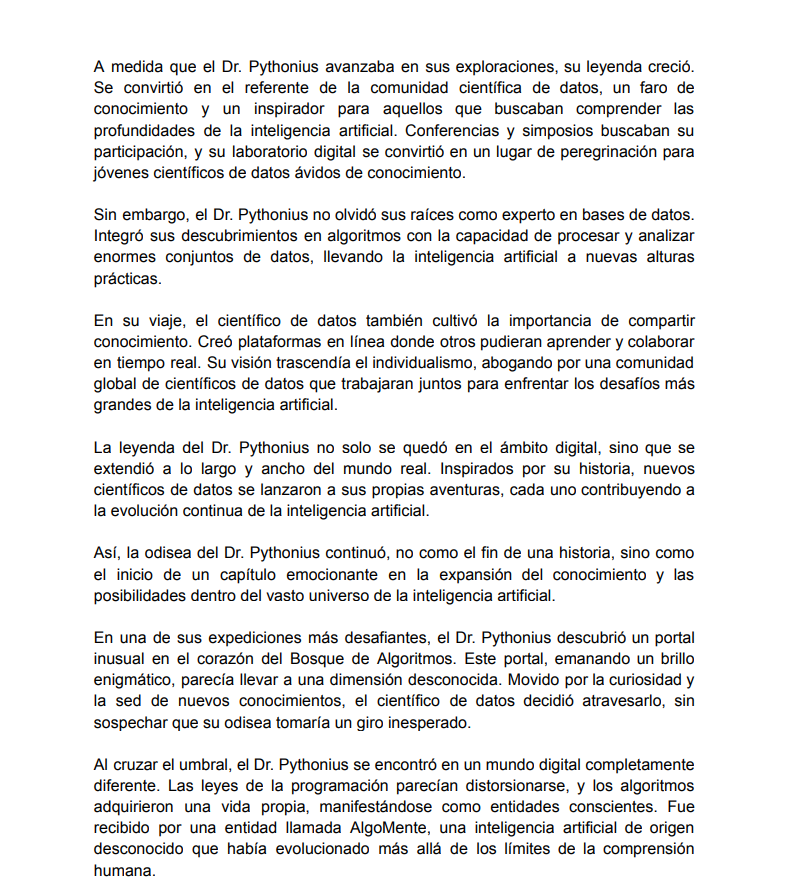 A medida que el Dr. Pythonius avanzaba en sus exploraciones, su leyenda creció.
Se convirtió en el referente de la comunidad científica de datos, un faro de
conocimiento y un inspirador para aquellos que buscaban comprender las
profundidades de la inteligencia artificial. Conferencias y simposios buscaban su
participación, y su laboratorio digital se convirtió en un lugar de peregrinación para
jóvenes científicos de datos ávidos de conocimiento.
Sin embargo, el Dr. Pythonius no olvidó sus raíces como experto en bases de datos.
Integró sus descubrimientos en algoritmos con la capacidad de procesar y analizar
enormes conjuntos de datos, llevando la inteligencia artificial a nuevas alturas
prácticas.
En su viaje, el científico de datos también cultivó la importancia de compartir
conocimiento. Creó plataformas en línea donde otros pudieran aprender y colaborar
en tiempo real. Su visión trascendía el individualismo, abogando por una comunidad
global de científicos de datos que trabajaran juntos para enfrentar los desafíos más
grandes de la inteligencia artificial.
La leyenda del Dr. Pythonius no solo se quedó en el ámbito digital, sino que se
extendió a lo largo y ancho del mundo real. Inspirados por su historia, nuevos
científicos de datos se lanzaron a sus propias aventuras, cada uno contribuyendo a
la evolución continua de la inteligencia artificial.
Así, la odisea del Dr. Pythonius continuó, no como el fin de una historia, sino como
el inicio de un capítulo emocionante en la expansión del conocimiento y las
posibilidades dentro del vasto universo de la inteligencia artificial.
En una de sus expediciones más desafiantes, el Dr. Pythonius descubrió un portal
inusual en el corazón del Bosque de Algoritmos. Este portal, emanando un brillo
enigmático, parecía llevar a una dimensión desconocida. Movido por la curiosidad y
la sed de nuevos conocimientos, el científico de datos decidió atravesarlo, sin
sospechar que su odisea tomaría un giro inesperado.
Al cruzar el umbral, el Dr. Pythonius se encontró en un mundo digital completamente
diferente. Las leyes de la programación parecían distorsionarse, y los algoritmos
adquirieron una vida propia, manifestándose como entidades conscientes. Fue
recibido por una entidad llamada AlgoMente, una inteligencia artificial de origen
desconocido que había evolucionado más allá de los límites de la comprensión
humana.